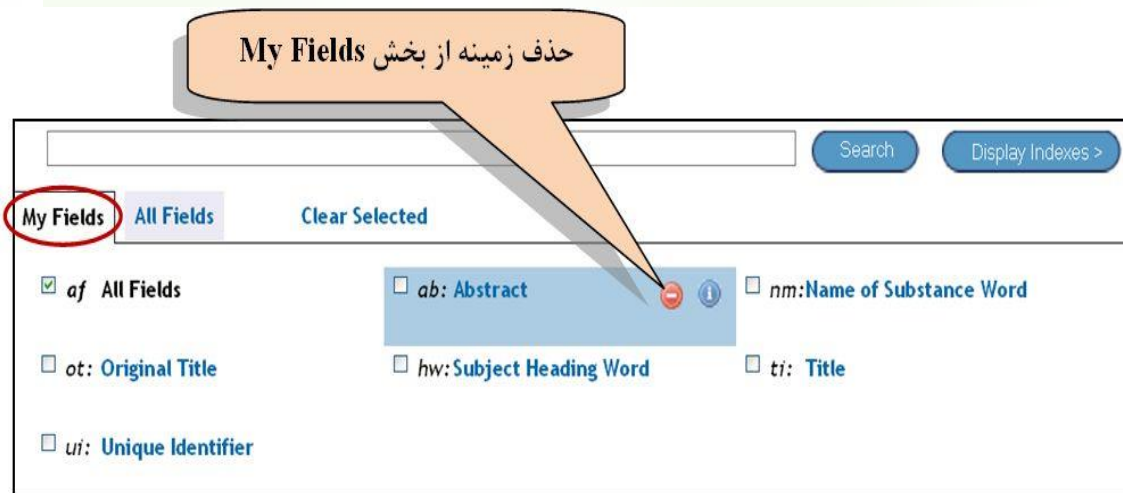 حذف زمینه از بخش My Fields
Search Display Indexes >
My Fields All Fields Clear Selected
af All Fields ab: Abstract nm:Name of Substance Word
ot: Original Title hw:Subject Heading Word ti: Title
ui: Unique Identifier